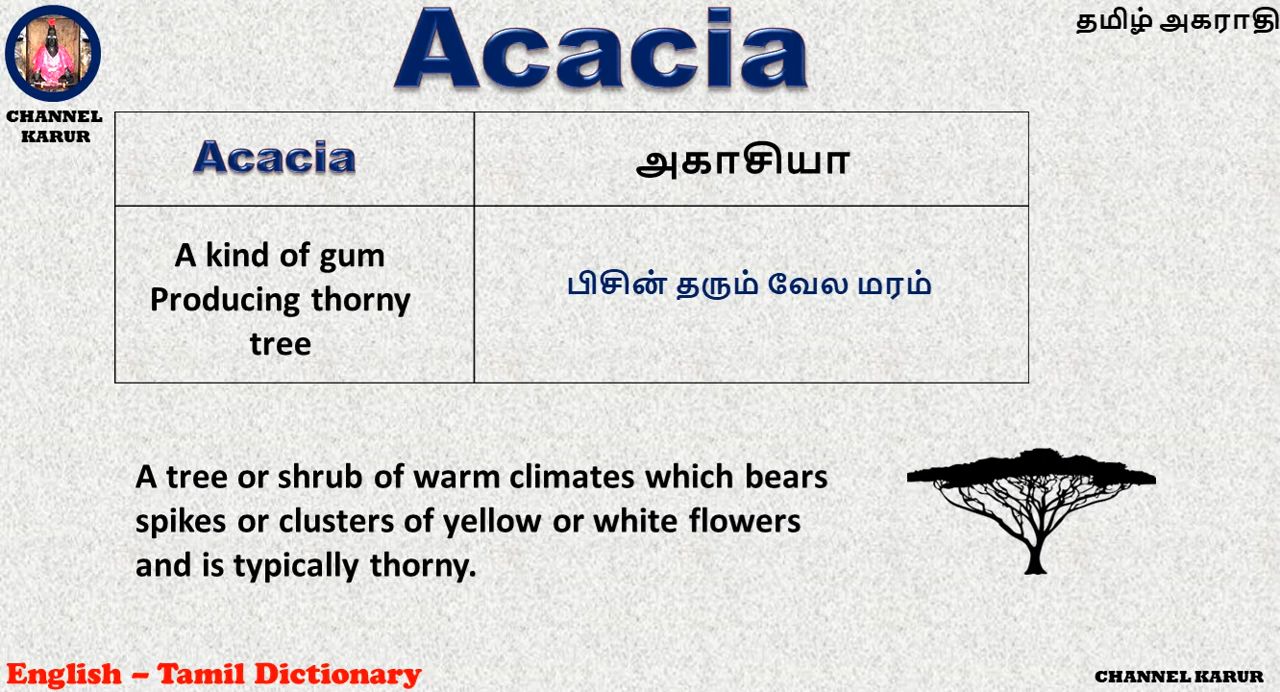 Acacia
தமிழ் அகராதி
CHANNEL
KARUR
Acacia
அகாசியா
A kind of gum
Producing thorny
tree
பிசின் தரும் வேல மரம்
A tree or shrub of warm climates which bears
spikes or clusters of yellow or white flowers
and is typically thorny.
English – Tamil Dictionary
CHANNEL KARUR